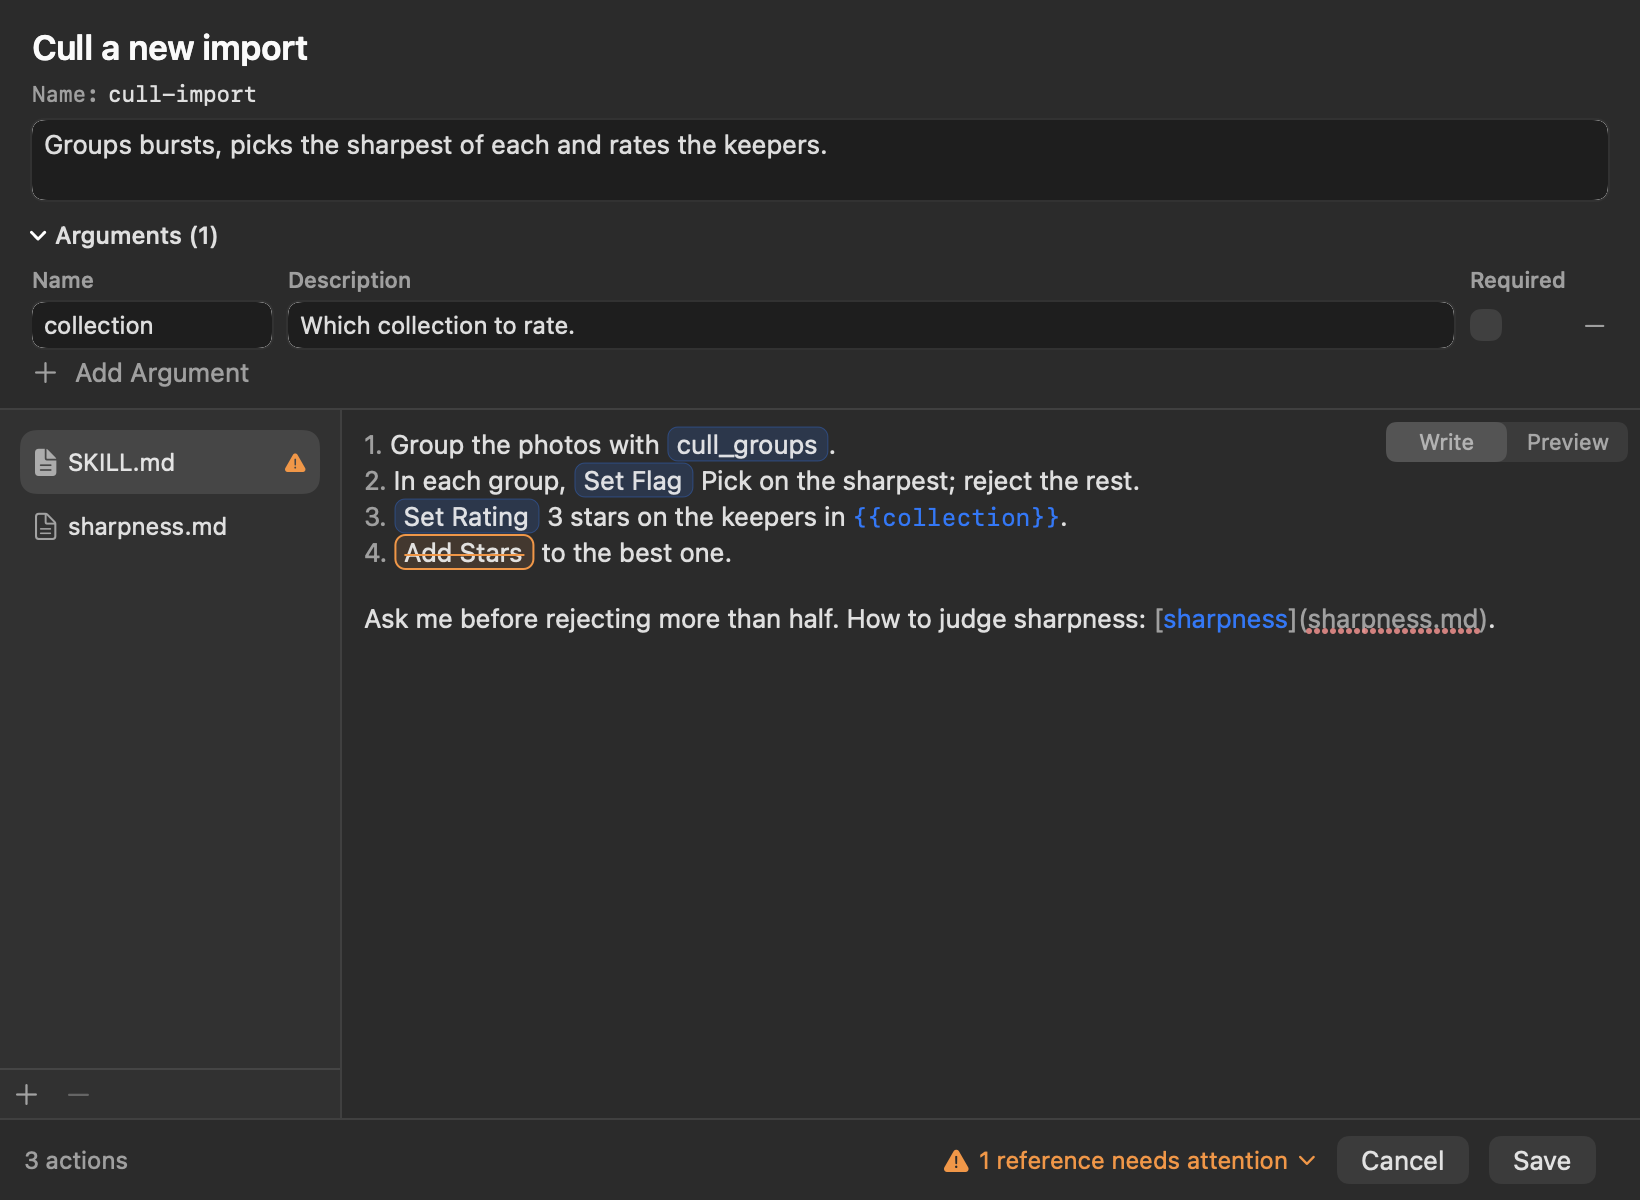 Cull a new import
Name: cull-import
Groups bursts, picks the sharpest of each and rates the keepers.
Arguments (1)
Name Description Required
collection Which collection to rate.
Add Argument
SKILL.md
sharpness.md
Write Preview
1. Group the photos with cull_groups.
2. In each group, Set Flag Pick on the sharpest; reject the rest.
3. Set Rating 3 stars on the keepers in {{collection}}.
4. Add Stars to the best one.
Ask me before rejecting more than half. How to judge sharpness: [sharpness](sharpness.md).
3 actions
1 reference needs attention
Cancel
Save